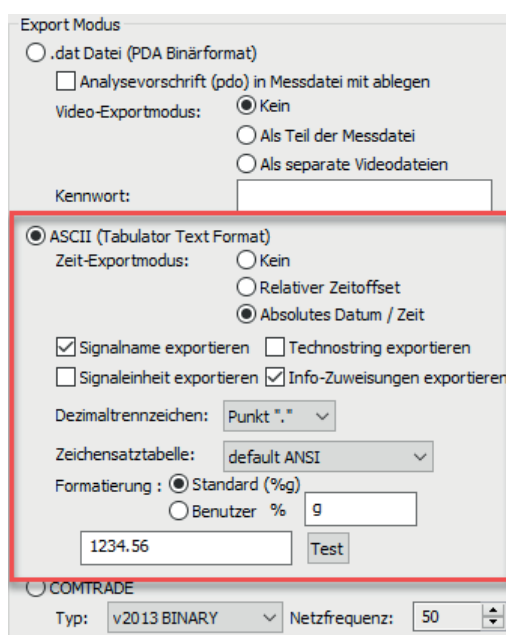 Export Modus
.dat Datei (PDA Binärformat)
Analysevorschrift (pdo) in Messdatei mit ablegen
Video-Exportmodus: Kein
Als Teil der Messdatei
Als separate Videodateien
Kennwort:
ASCII (Tabulator Text Format)
Zeit-Exportmodus: Kein
Relativer Zeitoffset
Absolutes Datum / Zeit
Signalname exportieren Technostring exportieren
Signaleinheit exportieren Info-Zuweisungen exportieren
Dezimaltrennzeichen: Punkt "."
Zeichensatztabelle: default ANSI
Formatierung : Standard (%g)
Benutzer % g
1234.56 Test
COMTRADE
Typ: v2013 BINARY Netzfrequenz: 50